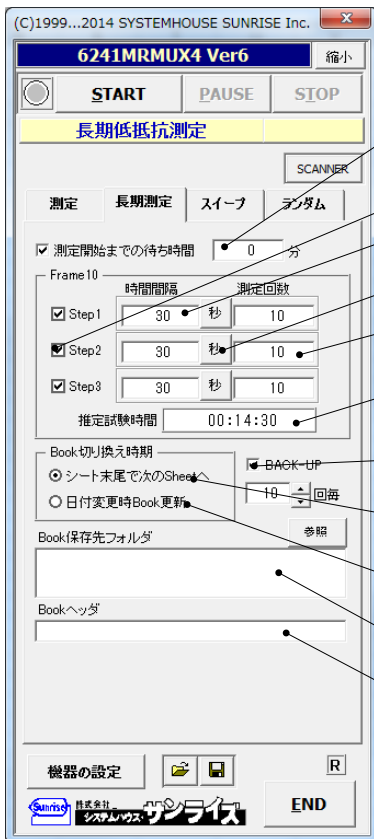 (C)1999...2014 SYSTEMHOUSE SUNRISE Inc.
6241MRMUX4 Ver6
縮小
START PAUSE STOP
長期低抵抗測定
SCANNER
測定 長期測定 スイープ ランダム
測定開始までの待ち時間 0 分
Frame10
時間間隔 測定回数
Step1 30 秒 10
Step2 30 秒 10
Step3 30 秒 10
推定試験時間 00:14:30
Book切り換え時期
シート末尾で次のSheetへ
日付変更時Book更新
BACK-UP
10 回毎
Book保存先フォルダ 参照
Bookヘッダ
機器の設定
R
Sunrise 株式会社 システムハウス・サンライズ
END